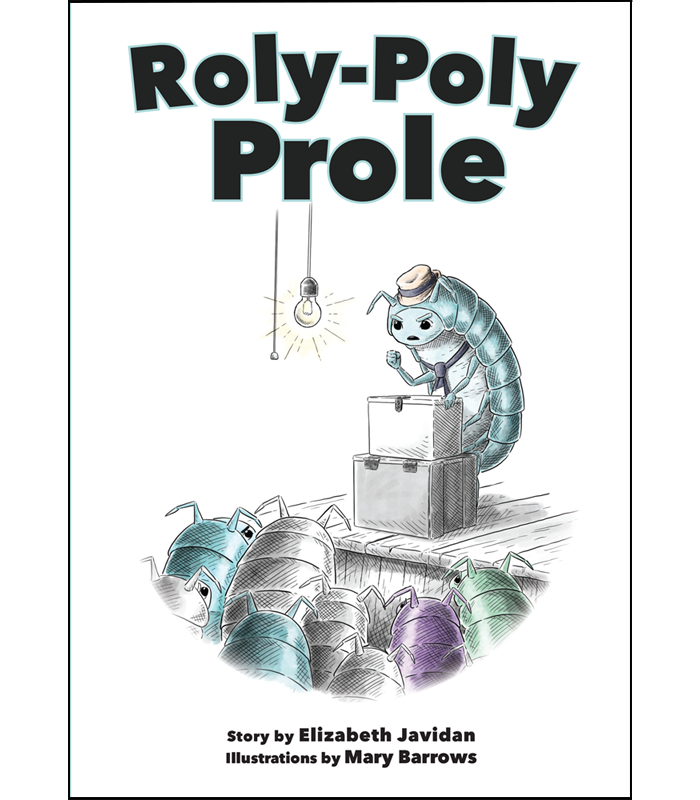 Roly-Poly
Prole
Story by Elizabeth Javidan
Illustrations by Mary Barrows